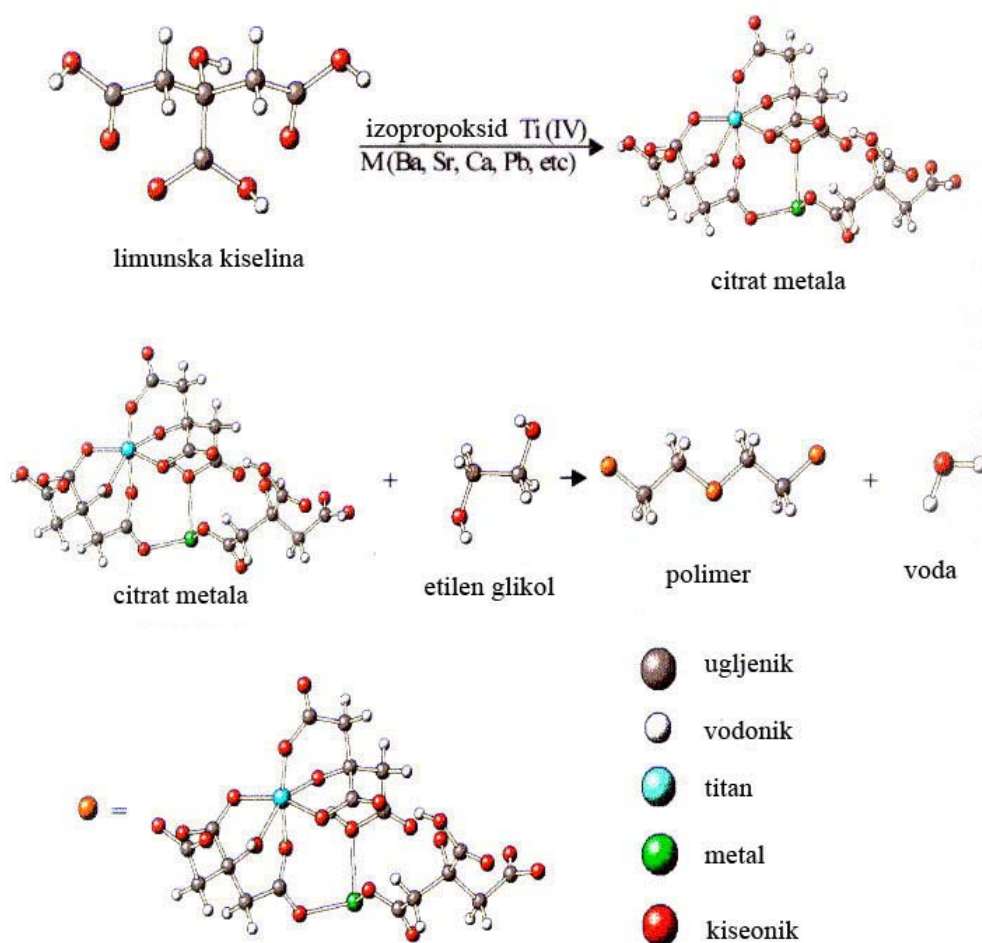 izopropoksid Ti(IV)
M(Ba, Sr, Ca, Pb, etc)
limunska kiselina
citrat metala
+
+
citrat metala
etilen glikol
polimer
voda
ugljenik
vodonik
titan
=
metal
kiseonik